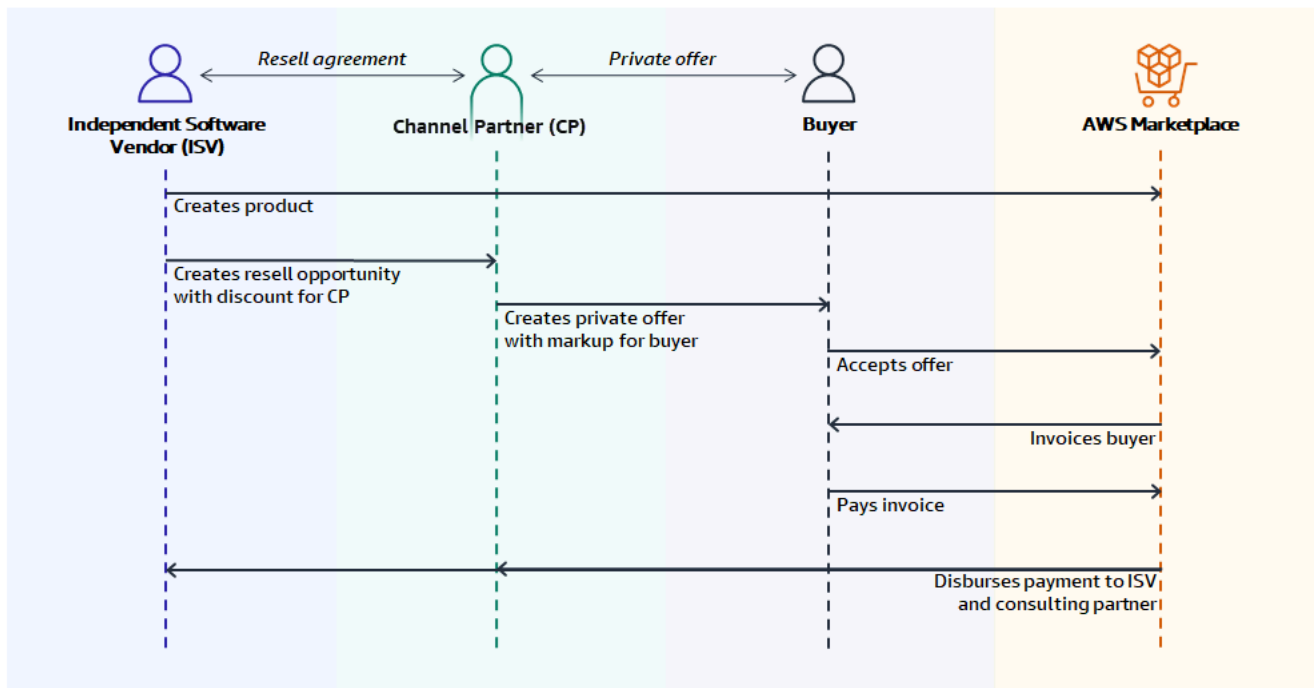 Resell agreement
Private offer
Independent Software
Vendor (ISV)
Channel Partner (CP)
Buyer
AWS Marketplace
Creates product
Creates resell opportunity
with discount for CP
Creates private offer
with markup for buyer
Accepts offer
Invoices buyer
Pays invoice
Disburses payment to ISV
and consulting partner